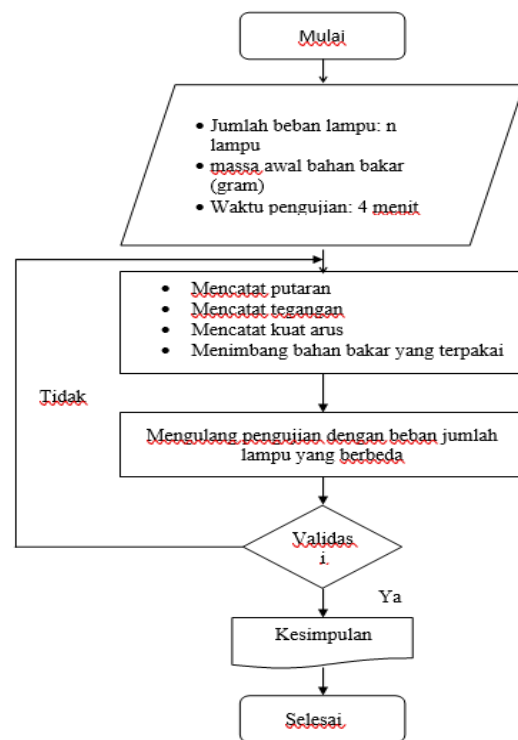 Mulai
• Jumlah beban lampu: n
lampu
• massa awal bahan bakar
(gram)
• Waktu pengujian: 4 menit
• Mencatat putaran
• Mencatat tegangan
• Mencatat kuat arus
• Menimbang bahan bakar yang terpakai
Tidak
Mengulang pengujian dengan beban jumlah
lampu yang berbeda
Validas
i.
Ya
Kesimpulan
Selesai